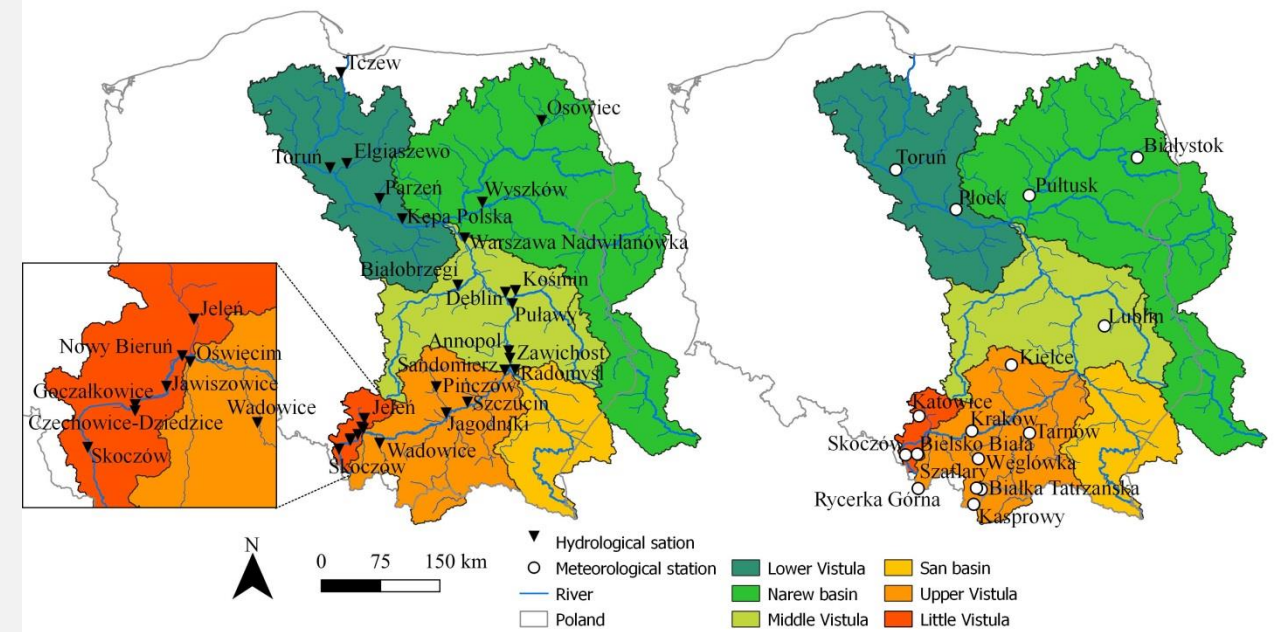 Tczew
Osowiec
Toruń
Elgiaszewo
Parzeń
Wyszków
Kępa Polska
Warszawa Nadwilanówka
Białobrzegi
Kośmin
Dęblin
Puławy
Annopol
Zawichost
Sandomierz
Radomyśl
Pińczów
Szczucin
Jeleń
Jagodniki
Wadowice
Skoczów
Jeleń
Nowy Bieruń
Oświęcim
Jawiszowice
Goczałkowice
Wadowice
Czechowice-Dziedzice
Skoczów
Toruń
Białystok
Płock
Pułtusk
Lublin
Kielce
Katowice
Kraków
Tarnów
Skoczów
Bielsko Biała
Węglówka
Szaflary
Białka Tatrzańska
Rycerka Górna
Kasprowy
N
0 75 150 km
Hydrological sation
Meteorological station
River
Poland
Lower Vistula
Narew basin
Middle Vistula
San basin
Upper Vistula
Little Vistula